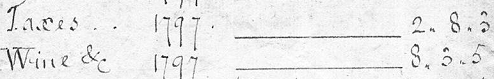 Taxes .. 1797. 2. 8. 3
Wine &c 1797 8. 3. 5